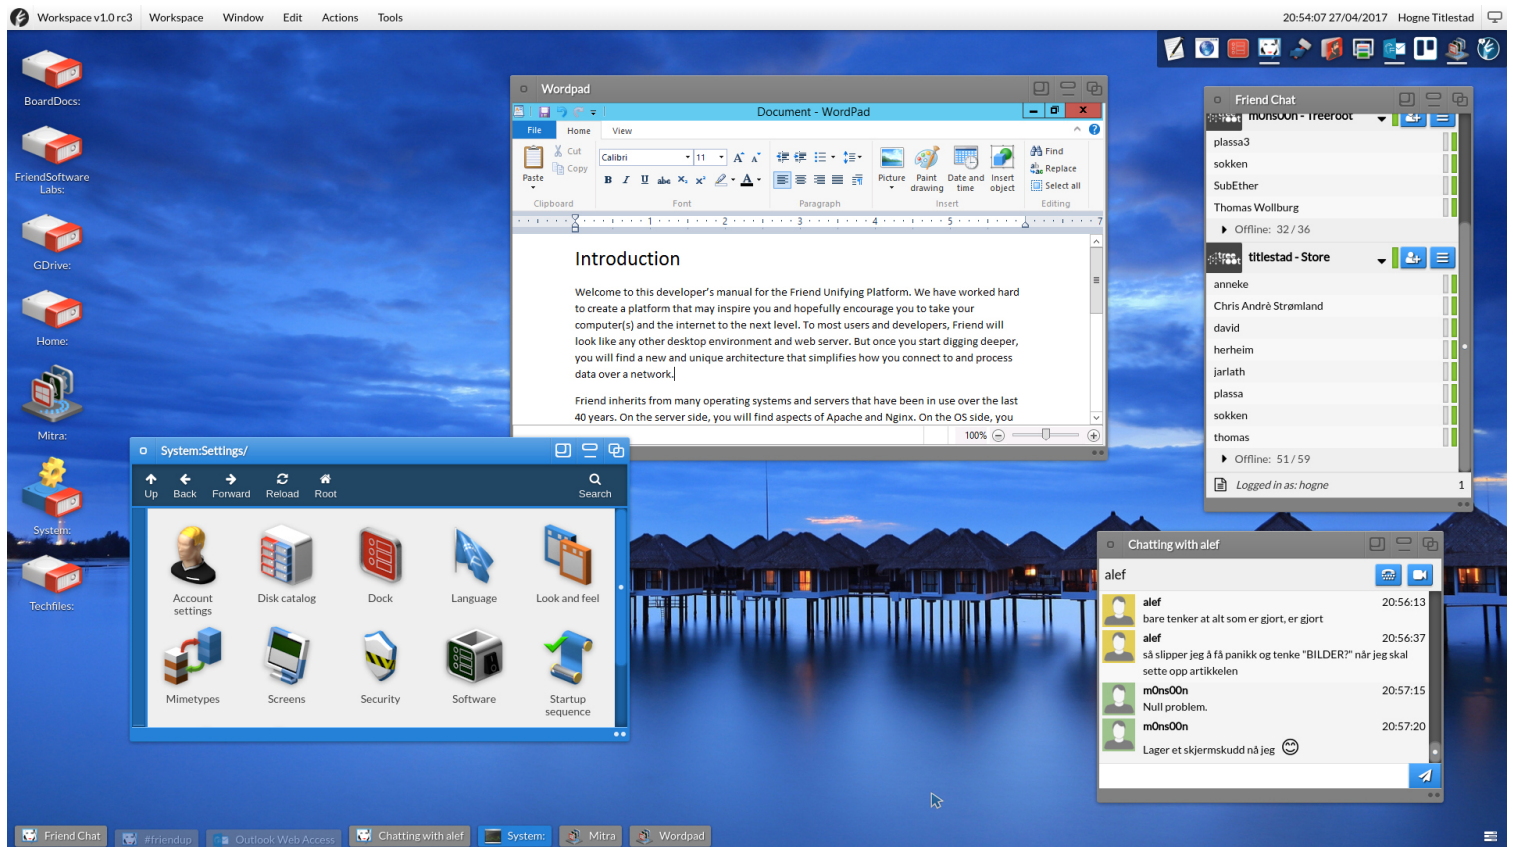 Workspace v1.0 rc3 Workspace Window Edit Actions Tools
20:54:07 27/04/2017 Hogne Titlestad
BoardDocs:
FriendSoftware
Labs:
GDrive:
Home:
Mitra:
System:
Techfiles:
Wordpad
Document - WordPad
File Home View
Paste
Cut
Copy
Clipboard
Calibri 11
B I U abc X₂ X²
A
Font
Paragraph
Picture
Paint
drawing
Date and
time
Insert
object
Insert
Find
Replace
Select all
Editing
1 2 3 4 5 7
Introduction
Welcome to this developer's manual for the Friend Unifying Platform. We have worked hard
to create a platform that may inspire you and hopefully encourage you to take your
computer(s) and the internet to the next level. To most users and developers, Friend will
look like any other desktop environment and web server. But once you start digging deeper,
you will find a new and unique architecture that simplifies how you connect to and process
data over a network.
Friend inherits from many operating systems and servers that have been in use over the last
40 years. On the server side, you will find aspects of Apache and Nginx. On the OS side, you
100%
System:Settings/
Up Back Forward Reload Root Search
Account
settings
Disk catalog
Dock
Language
Look and feel
Mimetypes
Screens
Security
Software
Startup
sequence
Friend Chat
m0ns00n - Treeroot
plassa3
sokken
SubEther
Thomas Wollburg
Offline: 32 / 36
titlestad - Store
anneke
Chris Andrè Strømland
david
herheim
jarlath
plassa
sokken
thomas
Offline: 51 / 59
Logged in as: hogne 1
Chatting with alef
alef
alef 20:56:13
bare tenker at alt som er gjort, er gjort
alef 20:56:37
så slipper jeg å få panikk og tenke "BILDER?" når jeg skal
sette opp artikkelen
m0ns00n 20:57:15
Null problem.
m0ns00n 20:57:20
Lager et skjermskudd nå jeg
Friend Chat #friendup Outlook Web Access Chatting with alef System: Mitra Wordpad